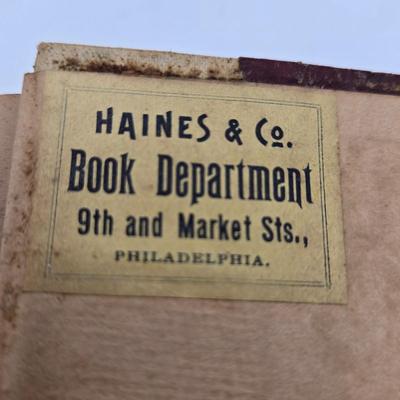 HAINES & Co.
Book Department
9th and Market Sts.,
PHILADELPHIA.